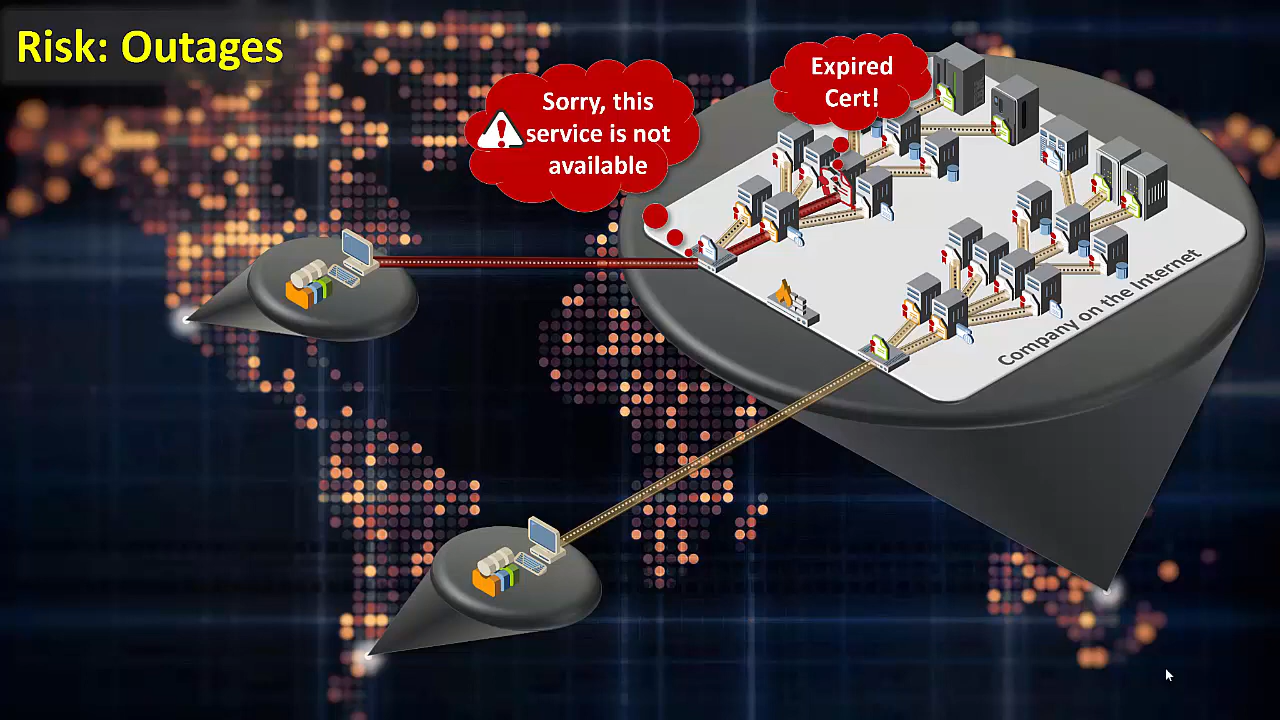 Risk: Outages
Sorry, this
service is not
available
Expired
Cert!
Company on the Internet